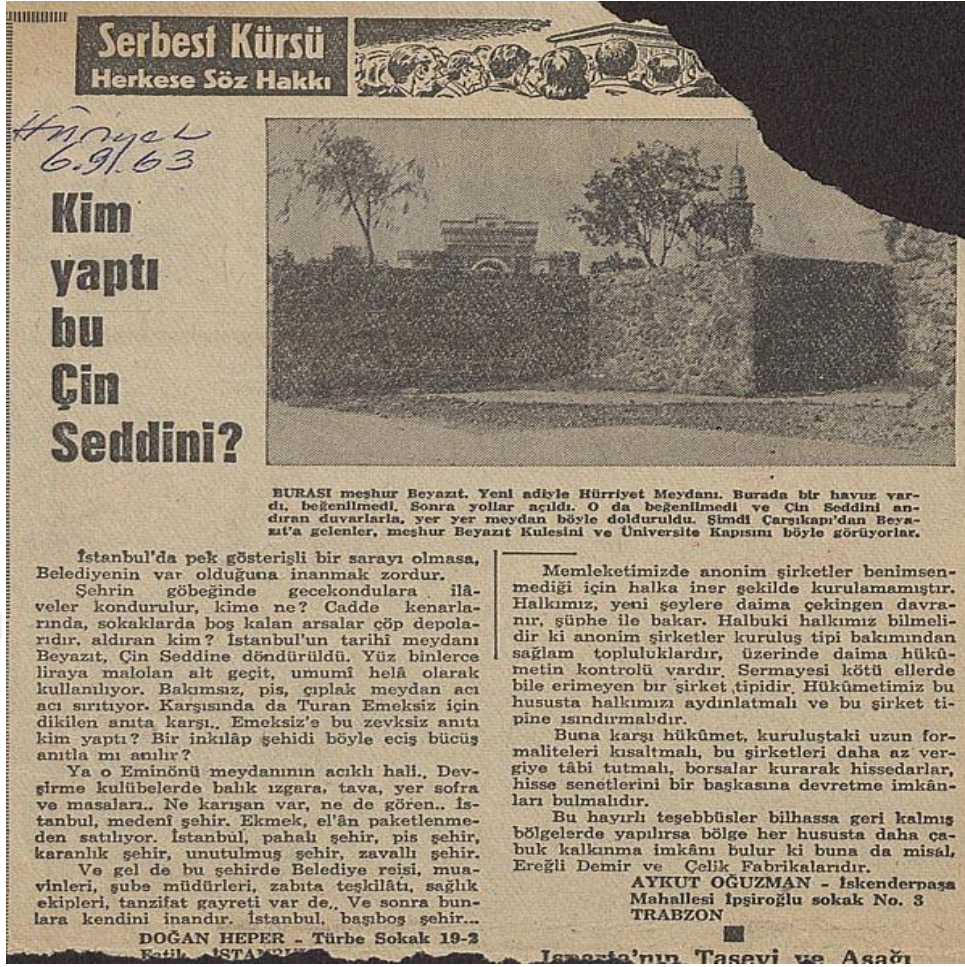 Serbest Kürsü
Herkese Söz Hakkı
Hürriyet
6.9.63
Kim
yaptı
bu
Çin
Seddini?
BURASI meşhur Beyazıt. Yeni adiyle Hürriyet Meydanı. Burada bir havuz var-
dı, beğenilmedi. Sonra yollar açıldı. O da beğenilmedi ve Çin Seddini an-
dıran duvarlarla, yer yer meydan böyle dolduruldu. Şimdi Çarşıkapı'dan Beya-
zıt'a gelenler, meşhur Beyazıt Kulesini ve Üniversite Kapısını böyle görüyorlar.
İstanbul'da pek gösterişli bir sarayı olmasa,
Belediyenin var olduğuna inanmak zordur.
Şehrin göbeğinde gecekondulara ilâ-
veler kondurulur, kime ne? Cadde kenarla-
rında, sokaklarda boş kalan arsalar çöp depola-
rıdır, aldıran kim? İstanbul'un tarihî meydanı
Beyazıt, Çin Seddine döndürüldü. Yüz binlerce
liraya malolan alt geçit, umumî helâ olarak
kullanılıyor. Bakımsız, pis, çıplak meydan acı
acı sırıtıyor. Karşısında da Turan Emeksiz için
dikilen anıta karşı.. Emeksiz'e bu zevksiz anıtı
kim yaptı? Bir inkılâp şehidi böyle eciş bücüş
anıtla mı anılır?
Ya o Eminönü meydanının acıklı hali.. Dev-
şirme kulübelerde balık ızgara, tava, yer sofra
ve masaları.. Ne karışan var, ne de gören.. İs-
tanbul, medenî şehir. Ekmek, el'ân paketlenme-
den satılıyor. İstanbul, pahalı şehir, pis şehir,
karanlık şehir, unutulmuş şehir, zavallı şehir.
Ve gel de bu şehirde Belediye reisi, mua-
vinleri, şube müdürleri, zabıta teşkilâtı, sağlık
ekipleri, tanzifat gayreti var de.. Ve sonra bun-
lara kendini inandır. İstanbul, başıboş şehir...
DOĞAN HEPER - Türbe Sokak 19-2
Fatih - İSTANBUL
Memleketimizde anonim şirketler benimsen-
mediği için halka iner şekilde kurulamamıştır.
Halkımız, yeni şeylere daima çekingen davra-
nır, şüphe ile bakar. Halbuki halkımız bilmeli-
dir ki anonim şirketler kuruluş tipi bakımından
sağlam topluluklardır, üzerinde daima hükû-
metin kontrolü vardır. Sermayesi kötü ellerde
bile erimeyen bir şirket tipidir. Hükûmetimiz bu
hususta halkımızı aydınlatmalı ve bu şirket ti-
pine ısındırmalıdır.
Buna karşı hükûmet, kuruluştaki uzun for-
maliteleri kısaltmalı, bu şirketleri daha az ver-
giye tâbi tutmalı, borsalar kurarak hissedarlar,
hisse senetlerini bir başkasına devretme imkân-
ları bulmalıdır.
Bu hayırlı teşebbüsler bilhassa geri kalmış
bölgelerde yapılırsa bölge her hususta daha ça-
buk kalkınma imkânı bulur ki buna da misal,
Ereğli Demir ve Çelik Fabrikalarıdır.
AYKUT OĞUZMAN - İskenderpaşa
Mahallesi İpşiroğlu sokak No. 3
TRABZON
Isparta'nın Taşevi ve Aşağı